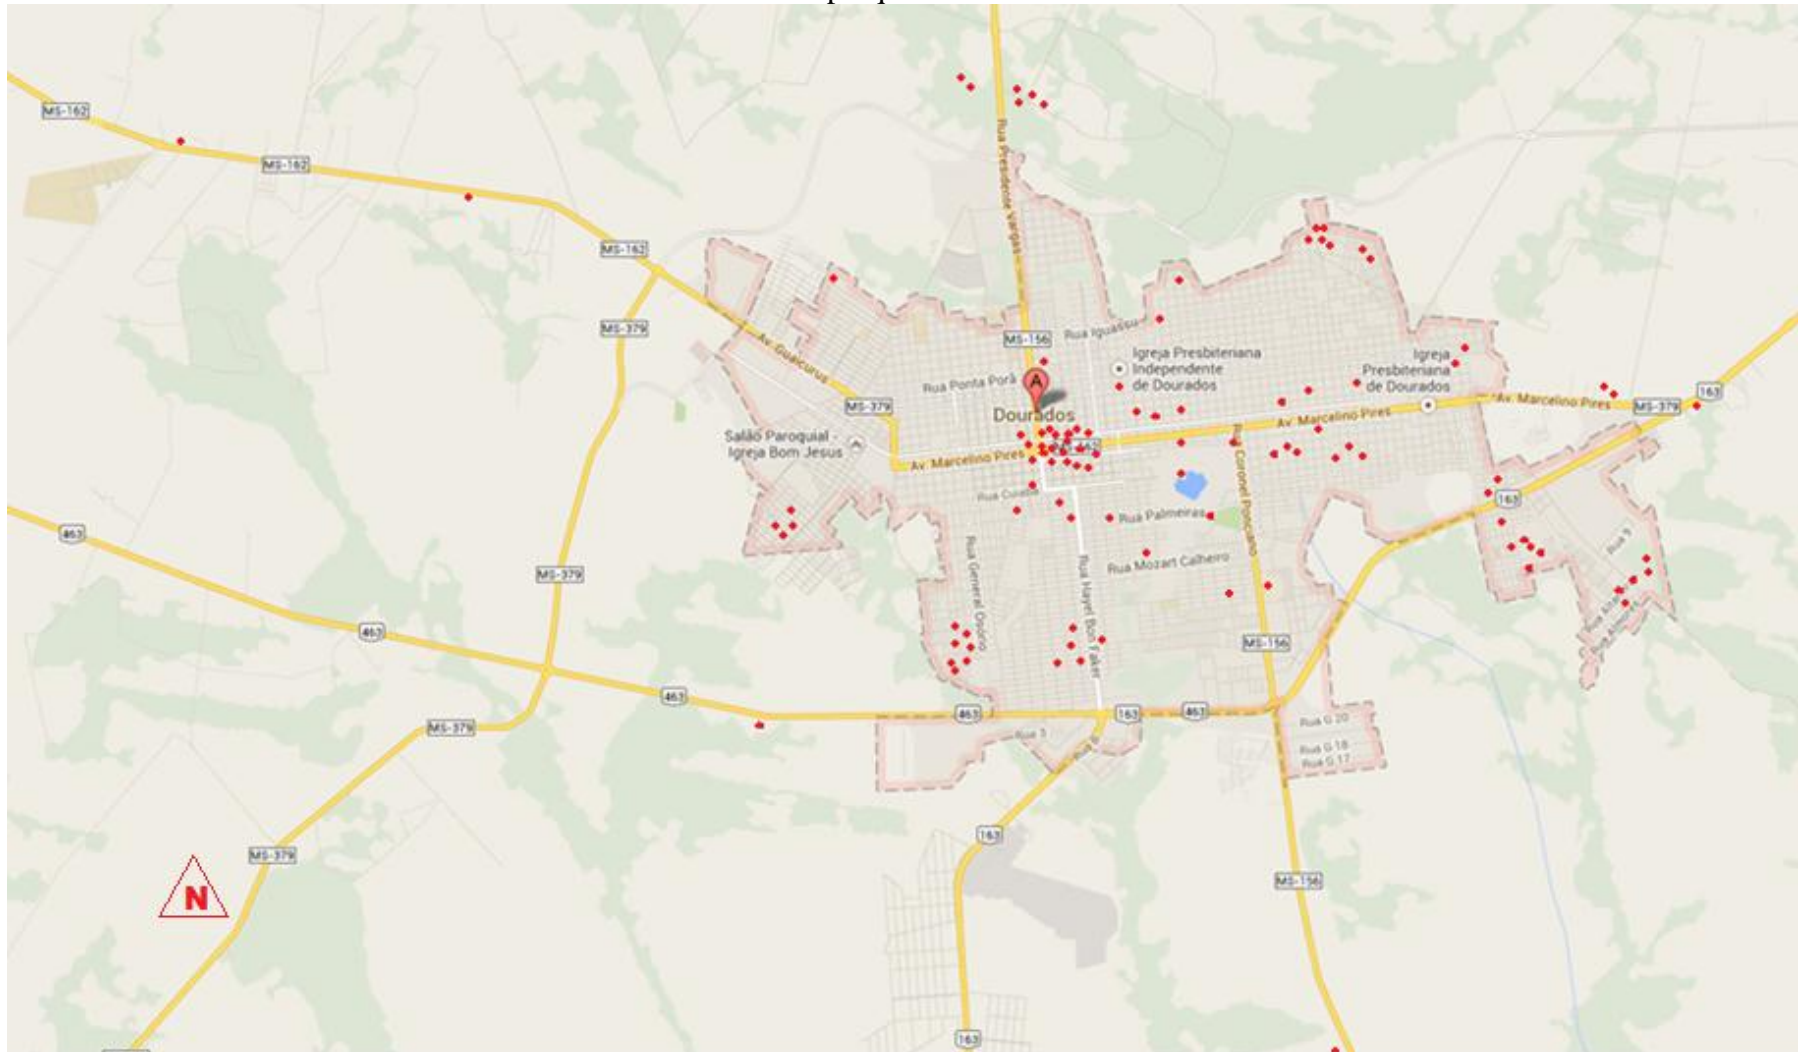 MS-162
MS-162
Rua Presidente Vargas
MS-162
MS-379
MS-156
Rua Iguassu
Igreja Presbiteriana
Independente
de Dourados
Igreja
Presbiteriana
de Dourados
Av. Guaicurus
Rua Ponta Porã
A
Dourados
MS-379
Av. Marcelino Pires
MS-379
163
Av. Marcelino Pires
Salão Paroquial -
Igreja Bom Jesus
MS-162
Av. Marcelino Pires
Rua Cuiabá
163
463
Rua Palmeiras
Rua Coronel Ponciano
Rua 9
Rua General Osório
Rua Mozart Calheiro
Rua Hayel Bon Faker
MS-379
463
MS-156
463
463
163
463
MS-379
Rua G 20
Rua 3
Rua G 18
Rua G 17
163
MS-379
N
MS-156
163